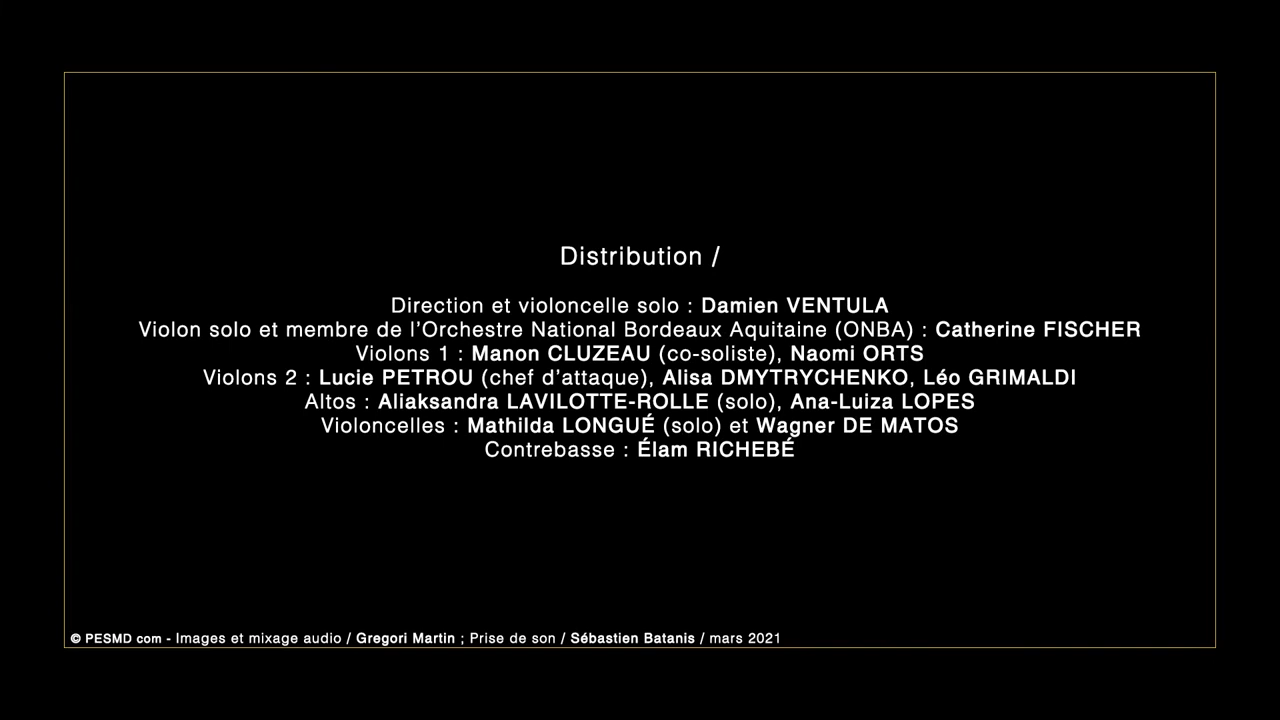 Distribution /
Direction et violoncelle solo : Damien VENTULA
Violon solo et membre de l’Orchestre National Bordeaux Aquitaine (ONBA) : Catherine FISCHER
Violons 1 : Manon CLUZEAU (co-soliste), Naomi ORTS
Violons 2 : Lucie PETROU (chef d’attaque), Alisa DMYTRYCHENKO, Léo GRIMALDI
Altos : Aliaksandra LAVILOTTE-ROLLE (solo), Ana-Luiza LOPES
Violoncelles : Mathilda LONGUÉ (solo) et Wagner DE MATOS
Contrebasse : Élam RICHEBÉ
© PESMD com - Images et mixage audio / Gregori Martin ; Prise de son / Sébastien Batanis / mars 2021